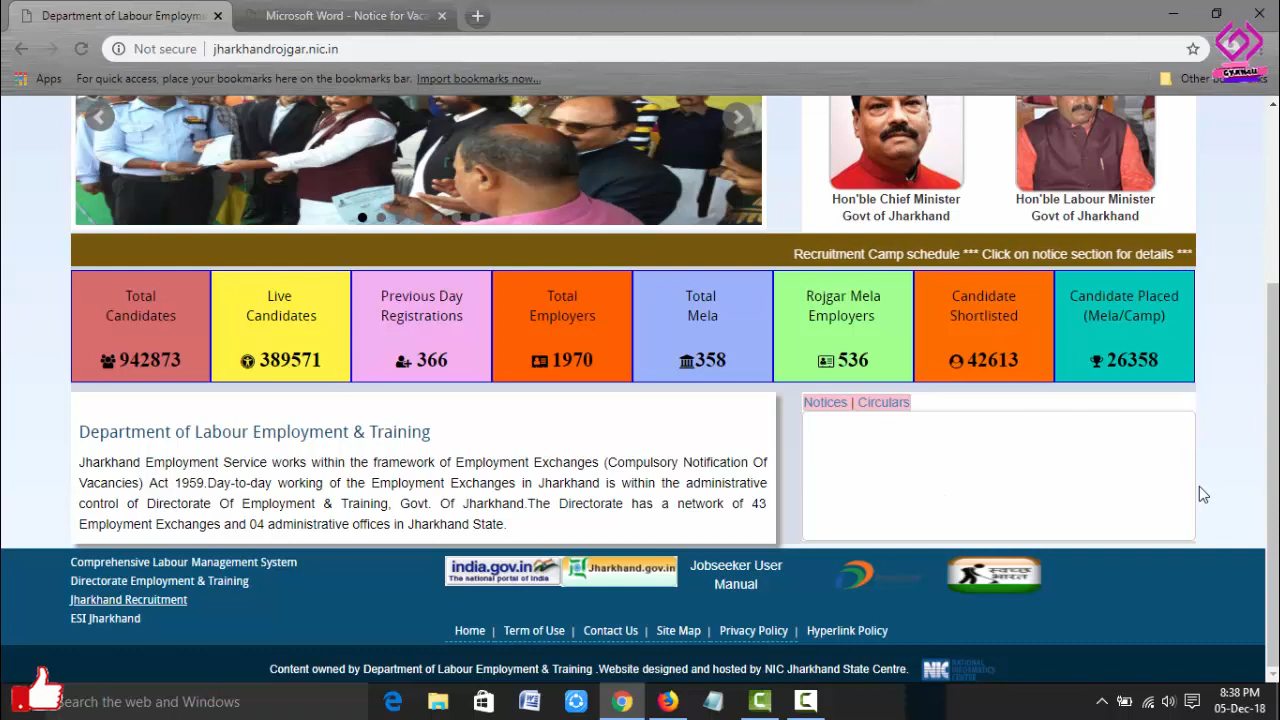 Department of Labour Employm
Microsoft Word - Notice for Vac
Not secure
jharkhandrojgar.nic.in
GYAN4U
Apps
For quick access, place your bookmarks here on the bookmarks bar. Import bookmarks now...
Hon'ble Chief Minister
Govt of Jharkhand
Hon'ble Labour Minister
Govt of Jharkhand
Recruitment Camp schedule *** Click on notice section for details ***
Total
Candidates
942873
Live
Candidates
389571
Previous Day
Registrations
366
Total
Employers
1970
Total
Mela
358
Rojgar Mela
Employers
536
Candidate
Shortlisted
42613
Candidate Placed
(Mela/Camp)
26358
Notices | Circulars
Department of Labour Employment & Training
Jharkhand Employment Service works within the framework of Employment Exchanges (Compulsory Notification Of
Vacancies) Act 1959.Day-to-day working of the Employment Exchanges in Jharkhand is within the administrative
control of Directorate Of Employment & Training, Govt. Of Jharkhand.The Directorate has a network of 43
Employment Exchanges and 04 administrative offices in Jharkhand State.
Comprehensive Labour Management System
Directorate Employment & Training
Jharkhand Recruitment
ESI Jharkhand
india.gov.in
The national portal of India
Jharkhand.gov.in
Jobseeker User
Manual
स्वच्छ
भारत
Home | Term of Use | Contact Us | Site Map | Privacy Policy | Hyperlink Policy
Content owned by Department of Labour Employment & Training .Website designed and hosted by NIC Jharkhand State Centre.
NIC
NATIONAL
INFORMATICS
CENTRE
Search the web and Windows
8:38 PM
05-Dec-18